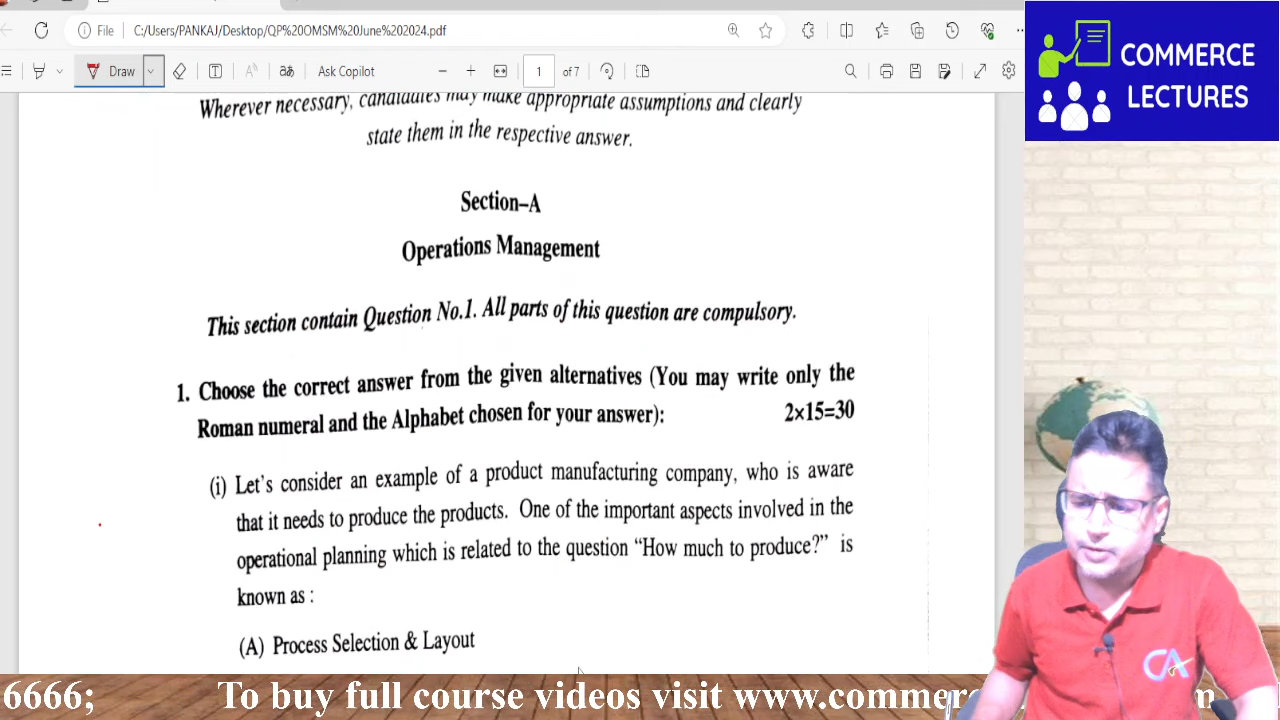 File C:/Users/PANKAJ/Desktop/QP%20OMSM%20June%202024.pdf
Draw Ask Copilot 1 of 7
COMMERCE
LECTURES
Wherever necessary, candidates may make appropriate assumptions and clearly
state them in the respective answer.
Section–A
Operations Management
This section contain Question No.1. All parts of this question are compulsory.
1. Choose the correct answer from the given alternatives (You may write only the
Roman numeral and the Alphabet chosen for your answer): 2×15=30
(i) Let's consider an example of a product manufacturing company, who is aware
that it needs to produce the products. One of the important aspects involved in the
operational planning which is related to the question “How much to produce?” is
known as :
(A) Process Selection & Layout
CA
6666; To buy full course videos visit www.commer